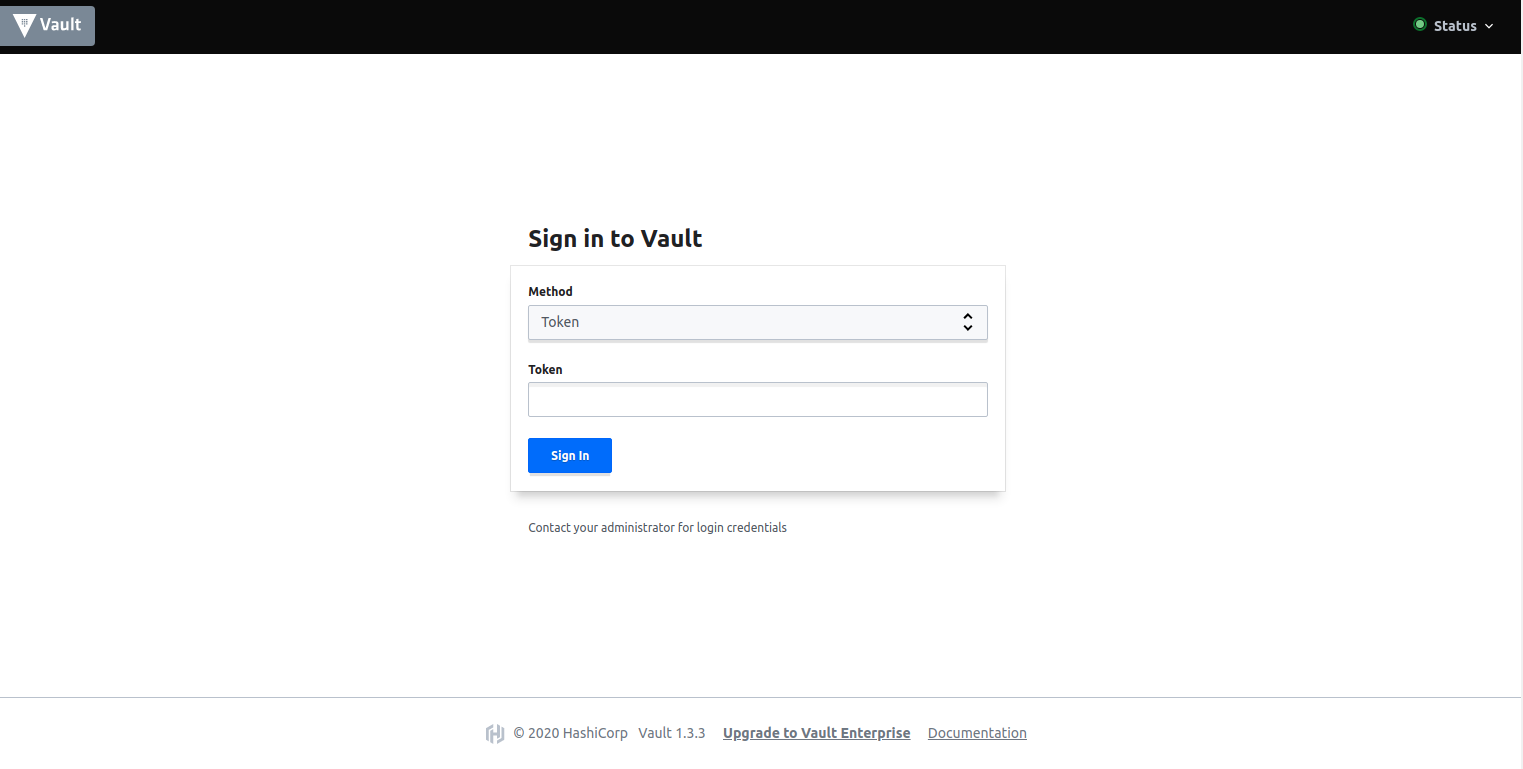 Vault
Status
Sign in to Vault
Method
Token
Token
Sign In
Contact your administrator for login credentials
© 2020 HashiCorp Vault 1.3.3 Upgrade to Vault Enterprise Documentation